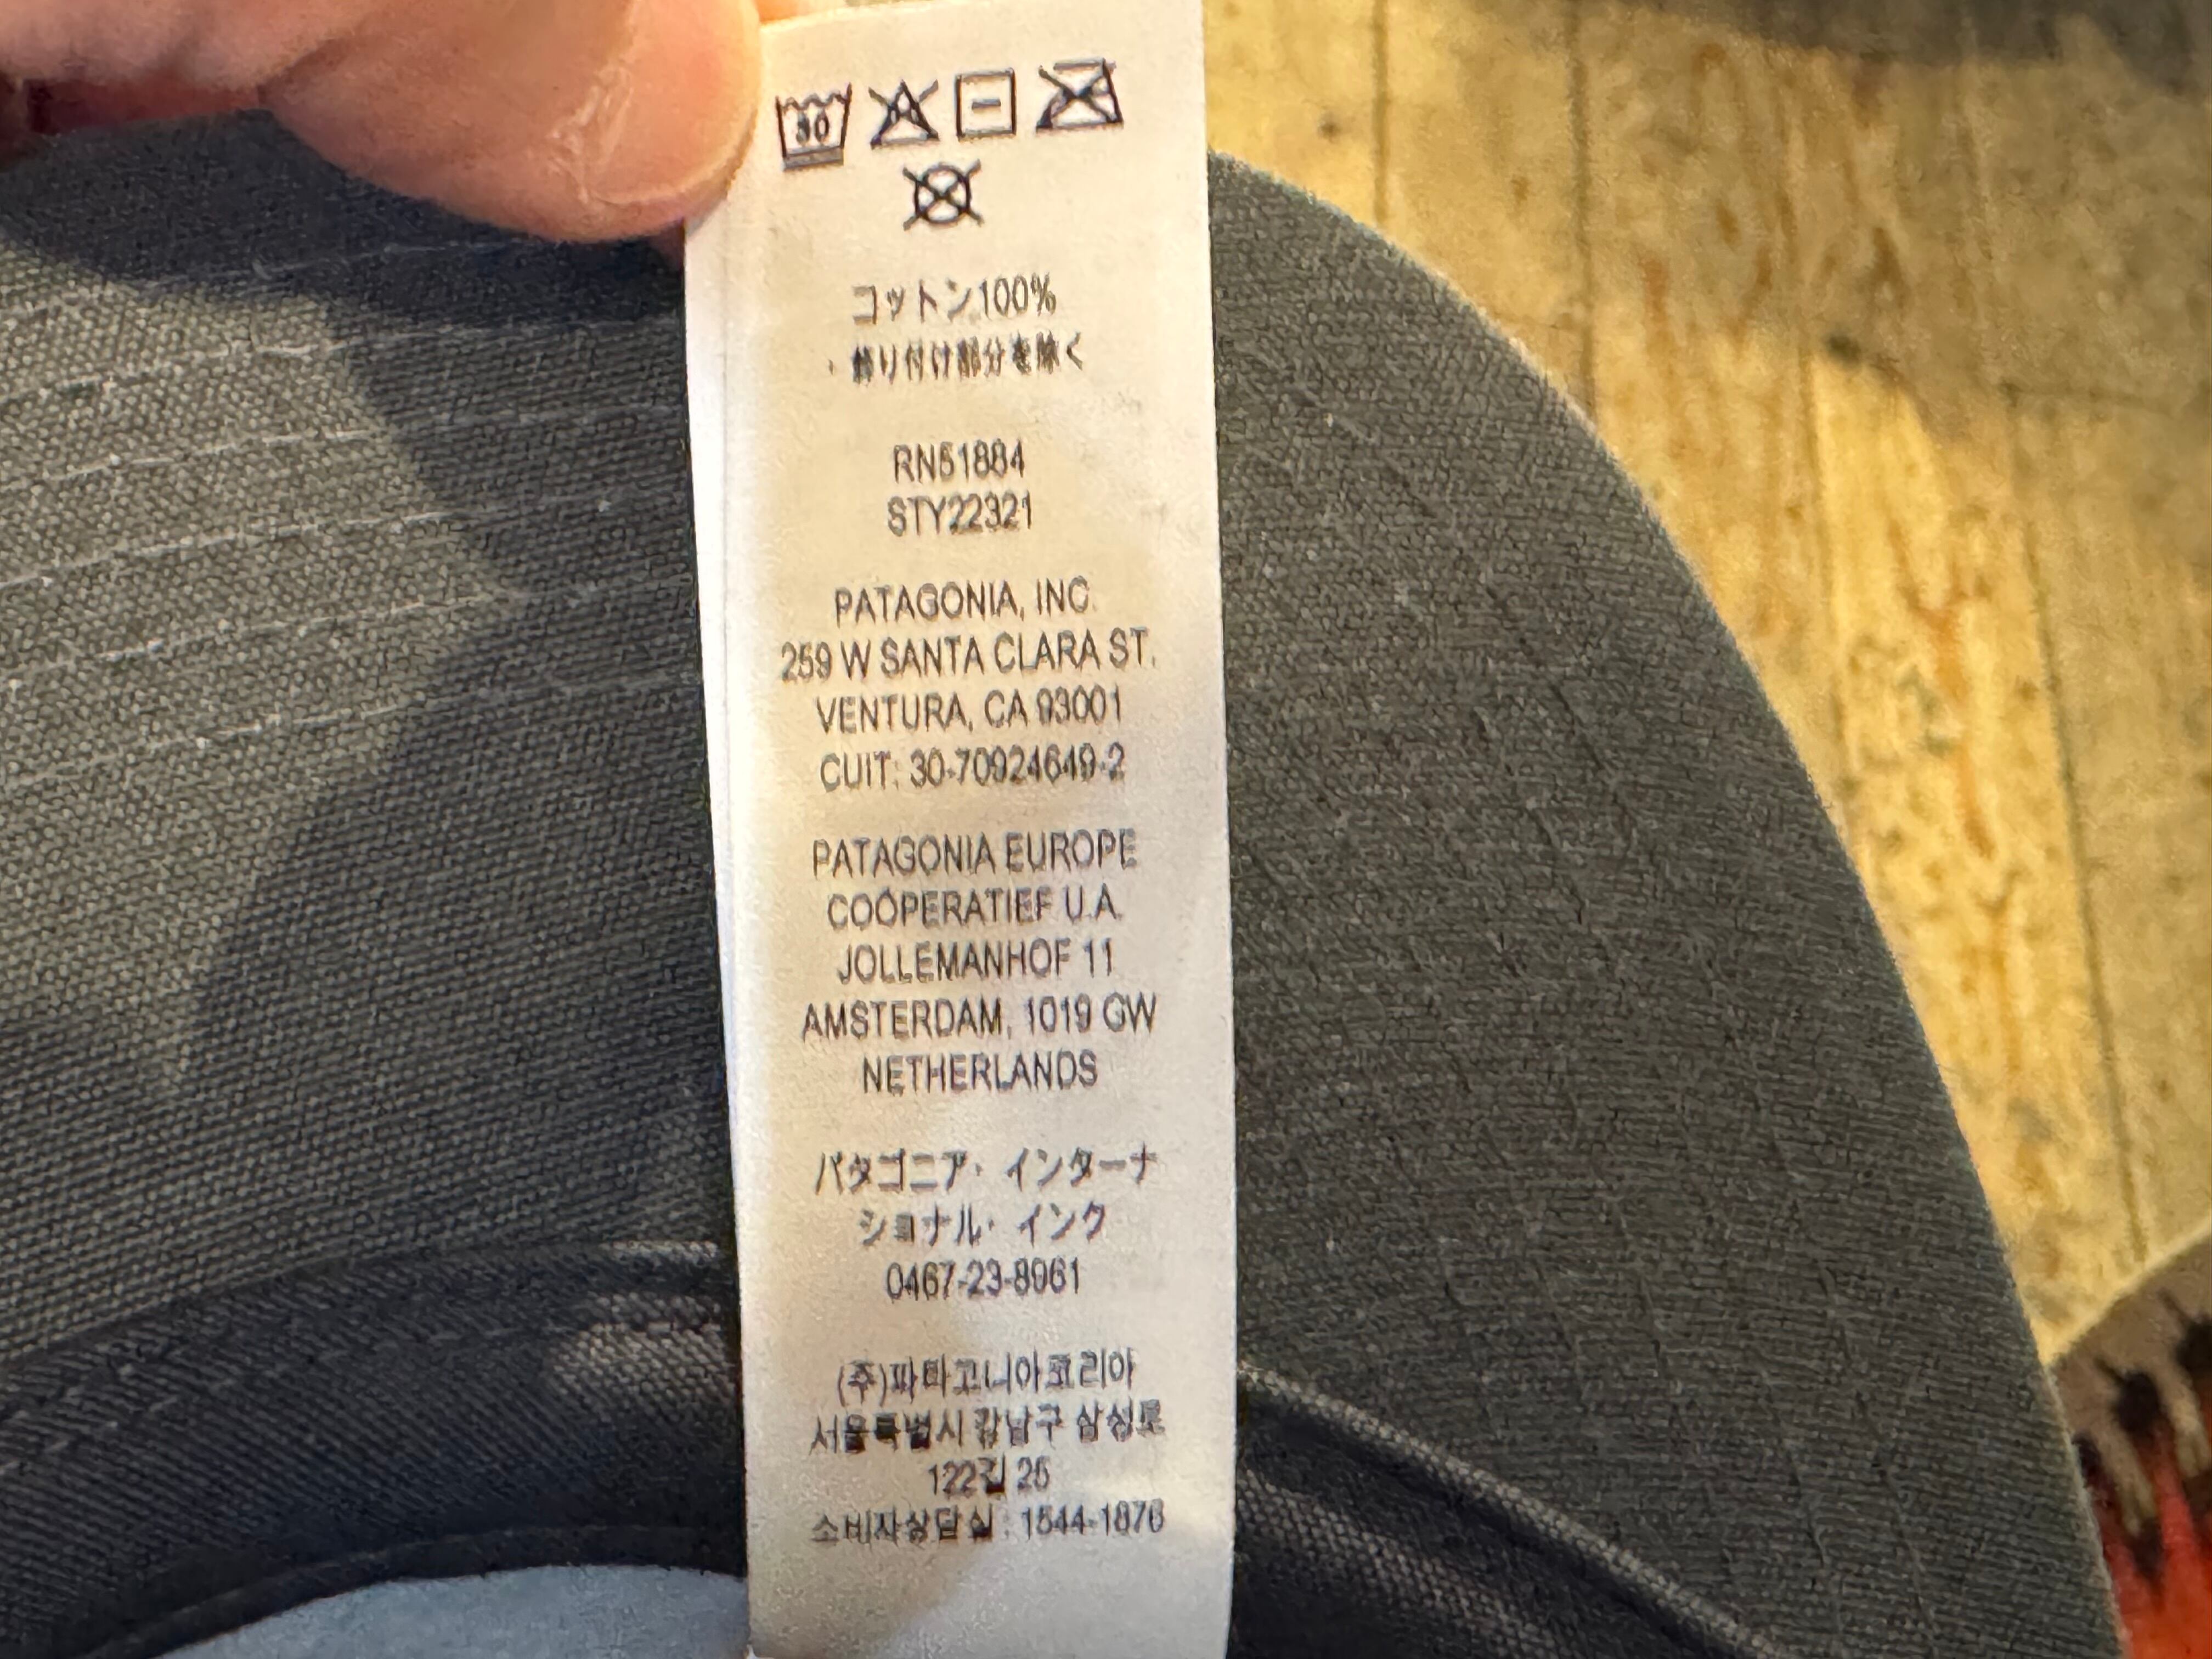 30
コットン100%
・飾り付け部分を除く
RN51884
STY22321
PATAGONIA, INC.
259 W SANTA CLARA ST.
VENTURA, CA 93001
CUIT: 30-70924649-2
PATAGONIA EUROPE
COÖPERATIEF U.A.
JOLLEMANHOF 11
AMSTERDAM, 1019 GW
NETHERLANDS
パタゴニア・インターナ
ショナル・インク
0467-23-8961
(주)파타고니아코리아
서울특별시 강남구 삼성로
122길 25
소비자상담실 : 1544-1876